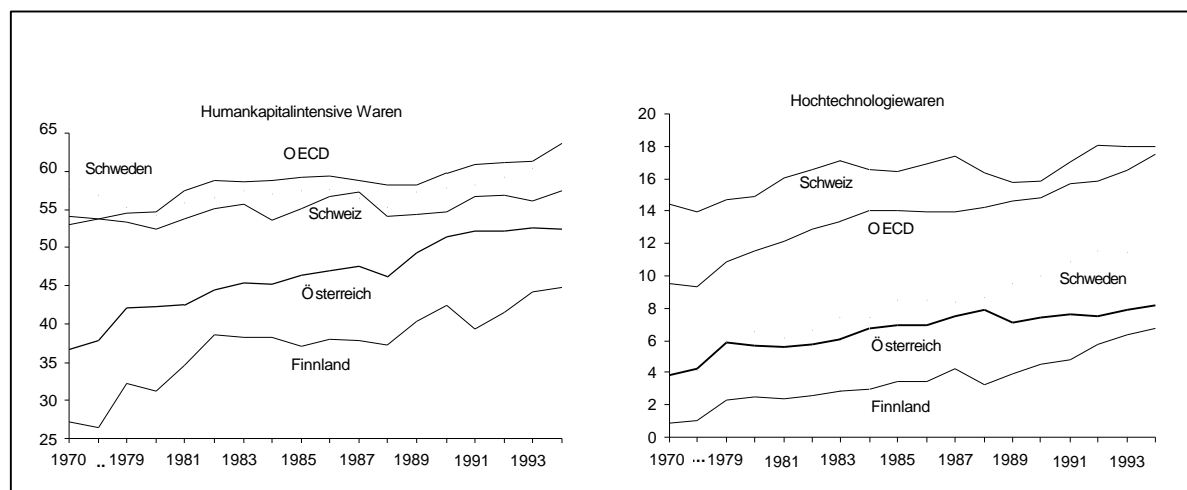 Humankapitalintensive Waren
65
60
55
50
45
40
35
30
25
Schweden
OECD
Schweiz
Österreich
Finnland
1970 .. 1979 1981 1983 1985 1987 1989 1991 1993
Hochtechnologiewaren
20
18
16
14
12
10
8
6
4
2
0
Schweiz
OECD
Schweden
Österreich
Finnland
1970 ... 1979 1981 1983 1985 1987 1989 1991 1993